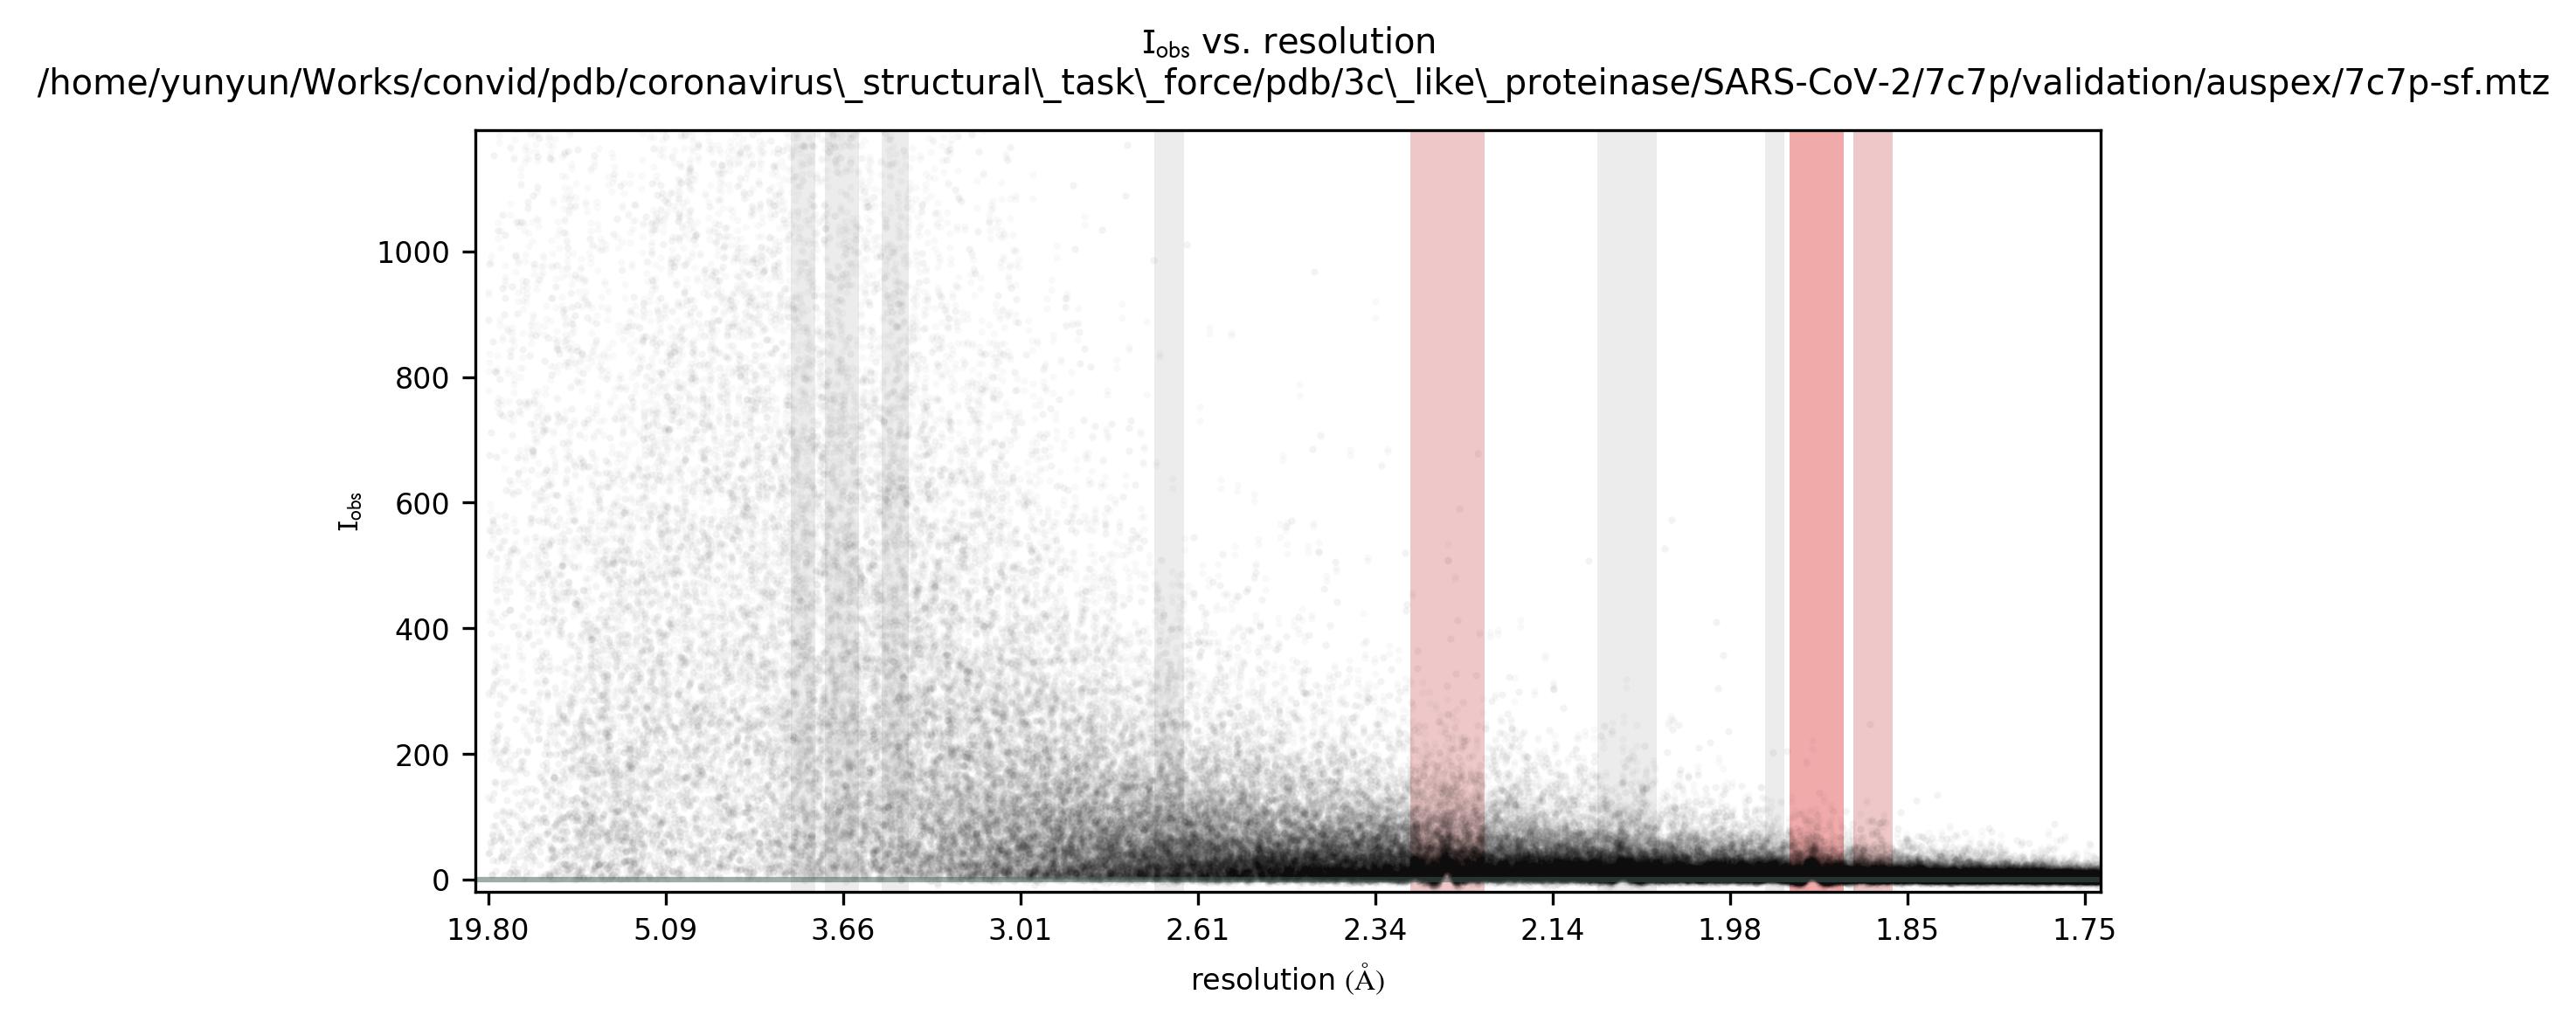 I_obs vs. resolution
/home/yunyun/Works/convid/pdb/coronavirus\_structural\_task\_force/pdb/3c\_like\_proteinase/SARS-CoV-2/7c7p/validation/auspex/7c7p-sf.mtz
I_obs
1000
800
600
400
200
0
19.80 5.09 3.66 3.01 2.61 2.34 2.14 1.98 1.85 1.75
resolution (Å)